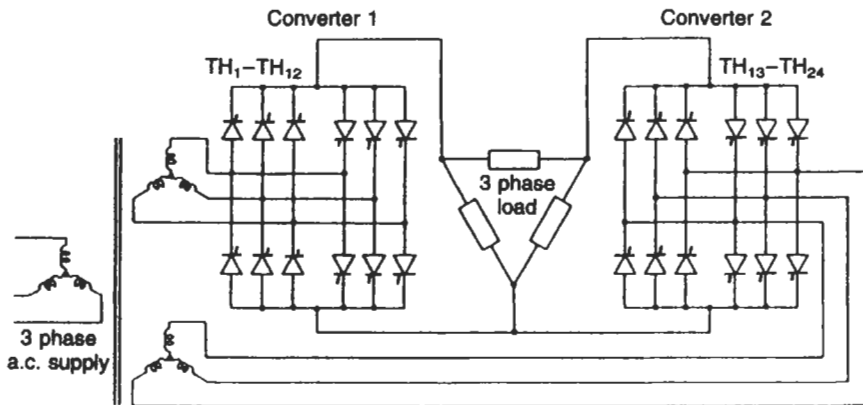 Converter 1
Converter 2
TH₁–TH₁₂
TH₁₃–TH₂₄
3 phase
load
3 phase
a.c. supply